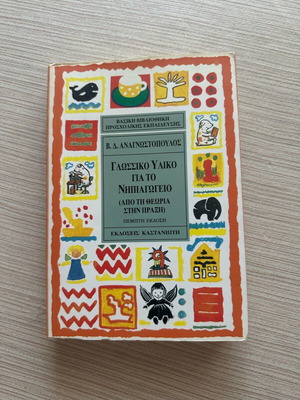 ΒΑΣΙΚΗ ΒΙΒΛΙΟΘΗΚΗ
ΠΡΟΣΧΟΛΙΚΗΣ ΕΚΠΑΙΔΕΥΣΗΣ
Β. Δ. ΑΝΑΓΝΩΣΤΟΠΟΥΛΟΣ
ΓΛΩΣΣΙΚΟ ΥΛΙΚΟ
ΓΙΑ ΤΟ
ΝΗΠΙΑΓΩΓΕΙΟ
(ΑΠΟ ΤΗ ΘΕΩΡΙΑ
ΣΤΗΝ ΠΡΑΞΗ)
ΠΕΜΠΤΗ ΕΚΔΟΣΗ
ΕΚΔΟΣΕΙΣ ΚΑΣΤΑΝΙΩΤΗ